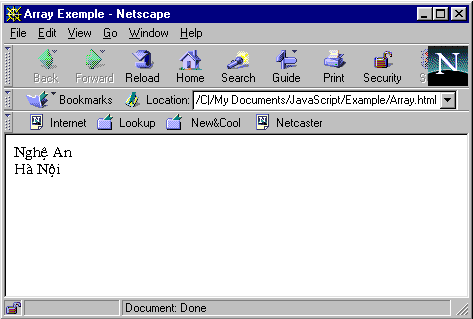 Array Exemple - Netscape
File Edit View Go Window Help
Back Forward Reload Home Search Guide Print Security
N
Bookmarks Location: /C|/My Documents/JavaScript/Example/Array.html
Internet Lookup New&Cool Netcaster
Nghệ An
Hà Nội
Document: Done